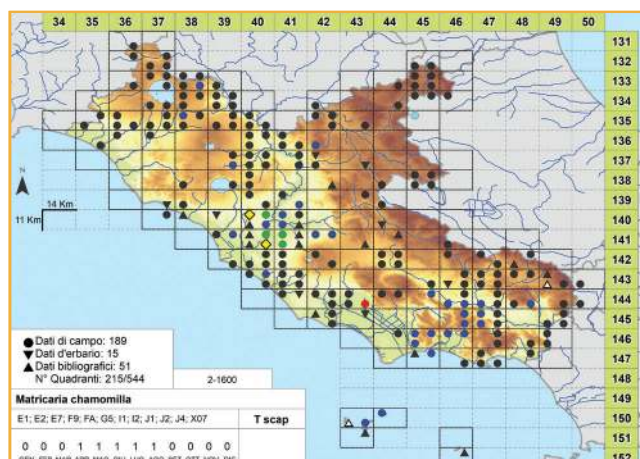 34 35 36 37 38 39 40 41 42 43 44 45 46 47 48 49 50
131
132
133
134
135
136
137
138
139
140
141
142
143
144
145
146
147
148
149
150
151
152
N
14 Km
11 Km
Dati di campo: 189
Dati d'erbario: 15
Dati bibliografici: 51
N° Quadranti: 215/544
2-1600
Matricaria chamomilla
E1; E2; E7; F9; FA; G5; I1; I2; J1; J2; J4; X07
T scap
0 0 0 1 1 1 1 1 0 0 0 0